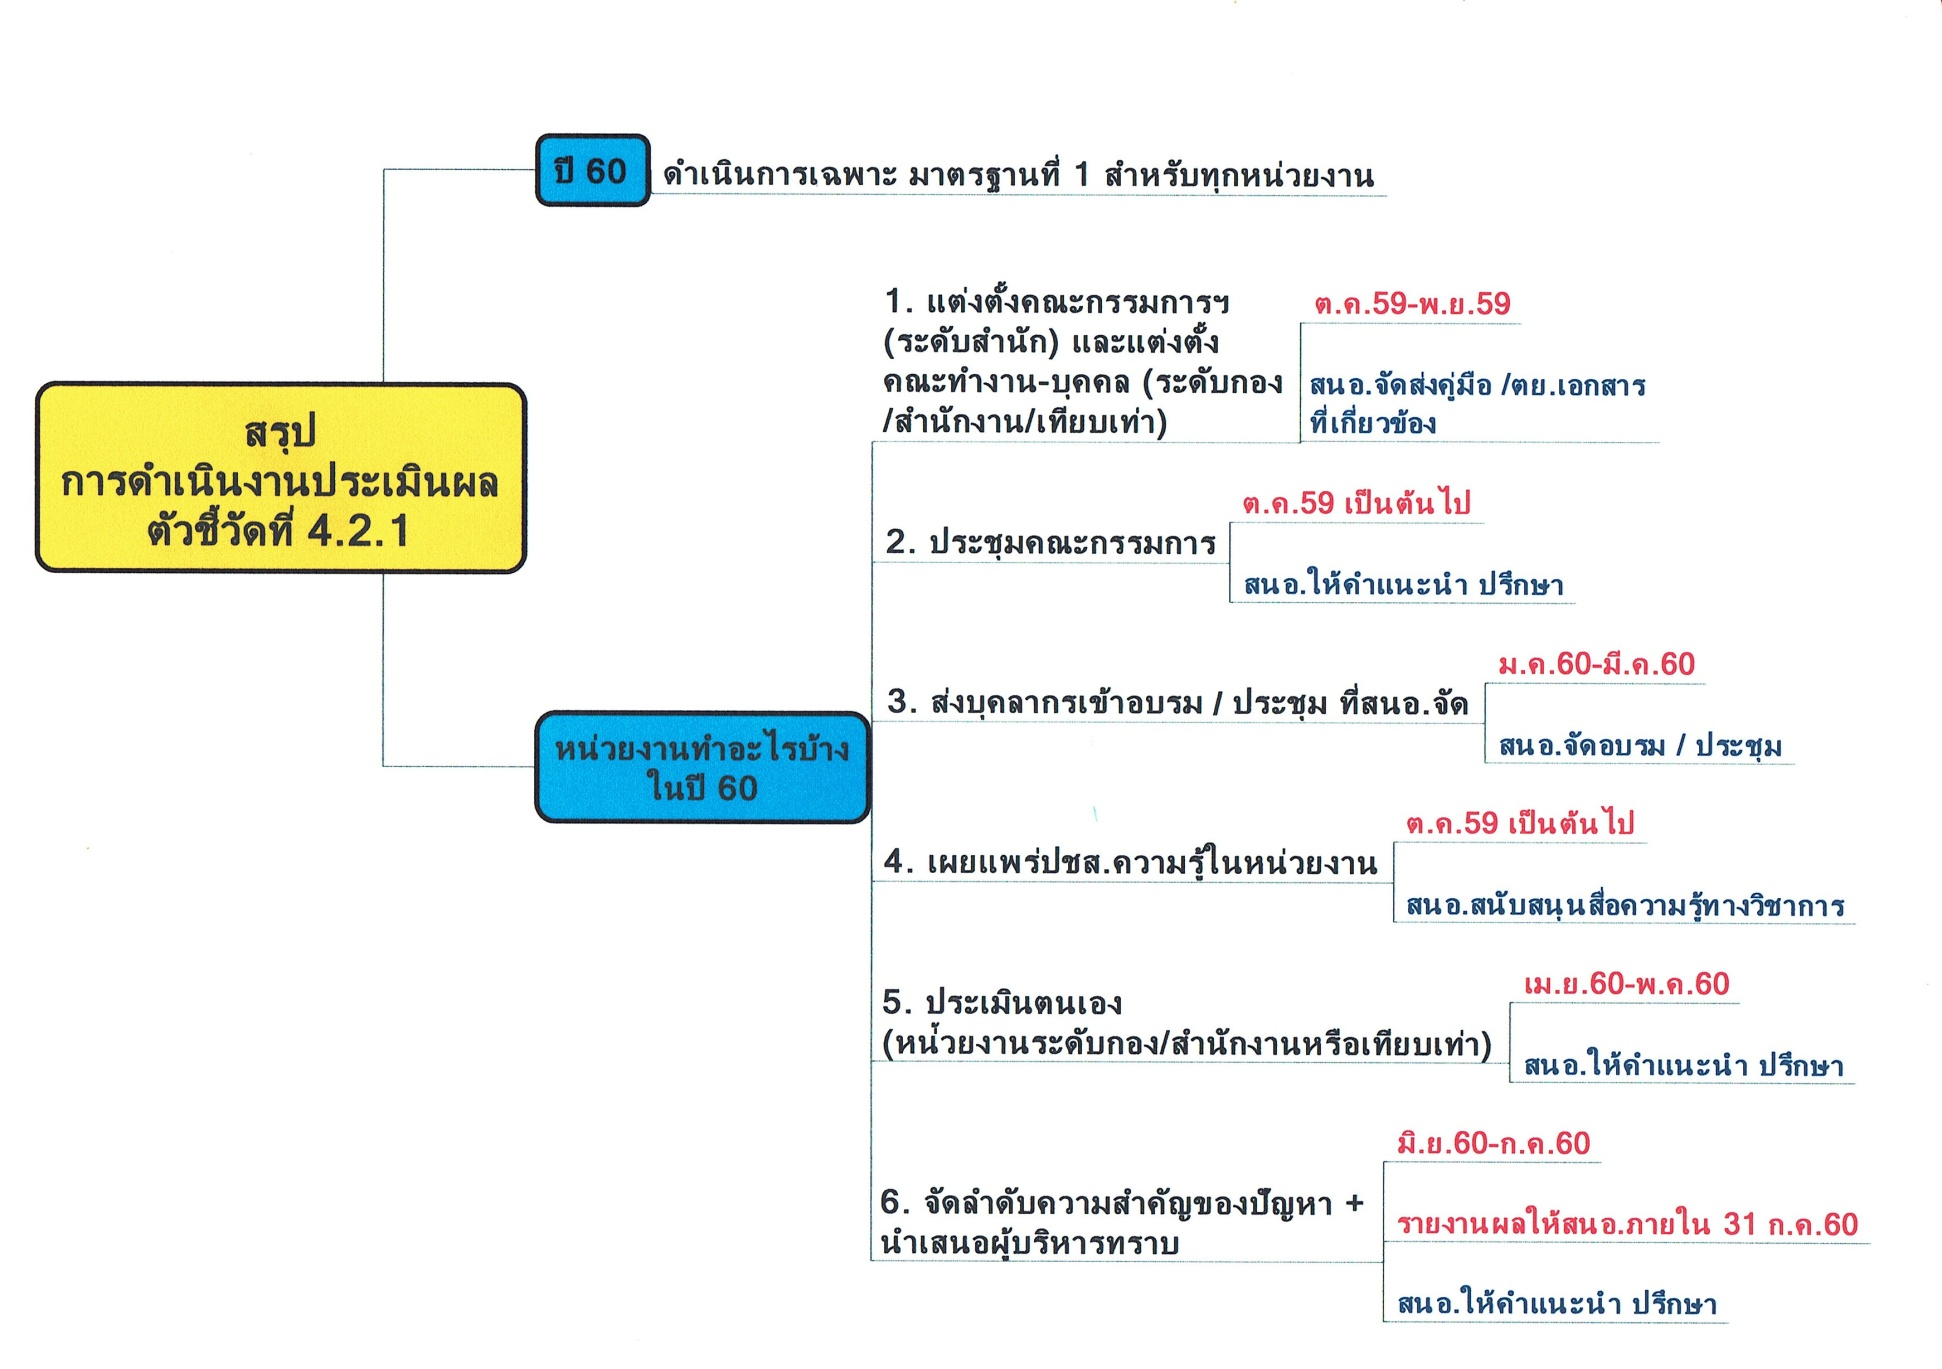 ปี 60
ดำเนินการเฉพาะ มาตรฐานที่ 1 สำหรับทุกหน่วยงาน
สรุป
การดำเนินงานประเมินผล
ตัวชี้วัดที่ 4.2.1
หน่วยงานทำอะไรบ้าง
ในปี 60
1. แต่งตั้งคณะกรรมการฯ
(ระดับสำนัก) และแต่งตั้ง
คณะทำงาน-บุคคล (ระดับกอง
/สำนักงาน/เทียบเท่า)
ต.ค.59-พ.ย.59
สนอ.จัดส่งคู่มือ /ตย.เอกสาร
ที่เกี่ยวข้อง
2. ประชุมคณะกรรมการ
ต.ค.59 เป็นต้นไป
สนอ.ให้คำแนะนำ ปรึกษา
3. ส่งบุคลากรเข้าอบรม / ประชุม ที่สนอ.จัด
ม.ค.60-มี.ค.60
สนอ.จัดอบรม / ประชุม
4. เผยแพร่ปชส.ความรู้ในหน่วยงาน
ต.ค.59 เป็นต้นไป
สนอ.สนับสนุนสื่อความรู้ทางวิชาการ
5. ประเมินตนเอง
(หน่วยงานระดับกอง/สำนักงานหรือเทียบเท่า)
เม.ย.60-พ.ค.60
สนอ.ให้คำแนะนำ ปรึกษา
6. จัดลำดับความสำคัญของปัญหา +
นำเสนอผู้บริหารทราบ
มิ.ย.60-ก.ค.60
รายงานผลให้สนอ.ภายใน 31 ก.ค.60
สนอ.ให้คำแนะนำ ปรึกษา